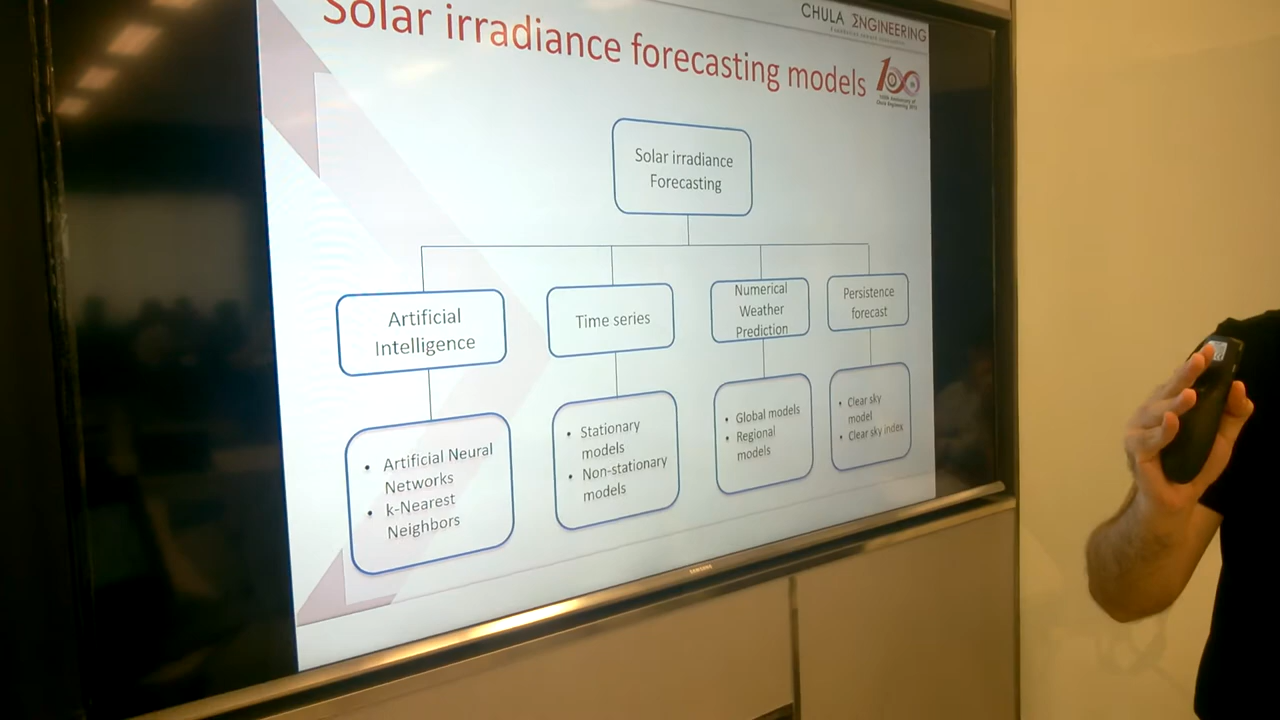 Solar irradiance forecasting models
CHULA ΣNGINEERING
100
Solar irradiance
Forecasting
Artificial
Intelligence
Time series
Numerical
Weather
Prediction
Persistence
forecast
• Artificial Neural
Networks
• k-Nearest
Neighbors
• Stationary
models
• Non-stationary
models
• Global models
• Regional
models
• Clear sky
model
• Clear sky index
SAMSUNG